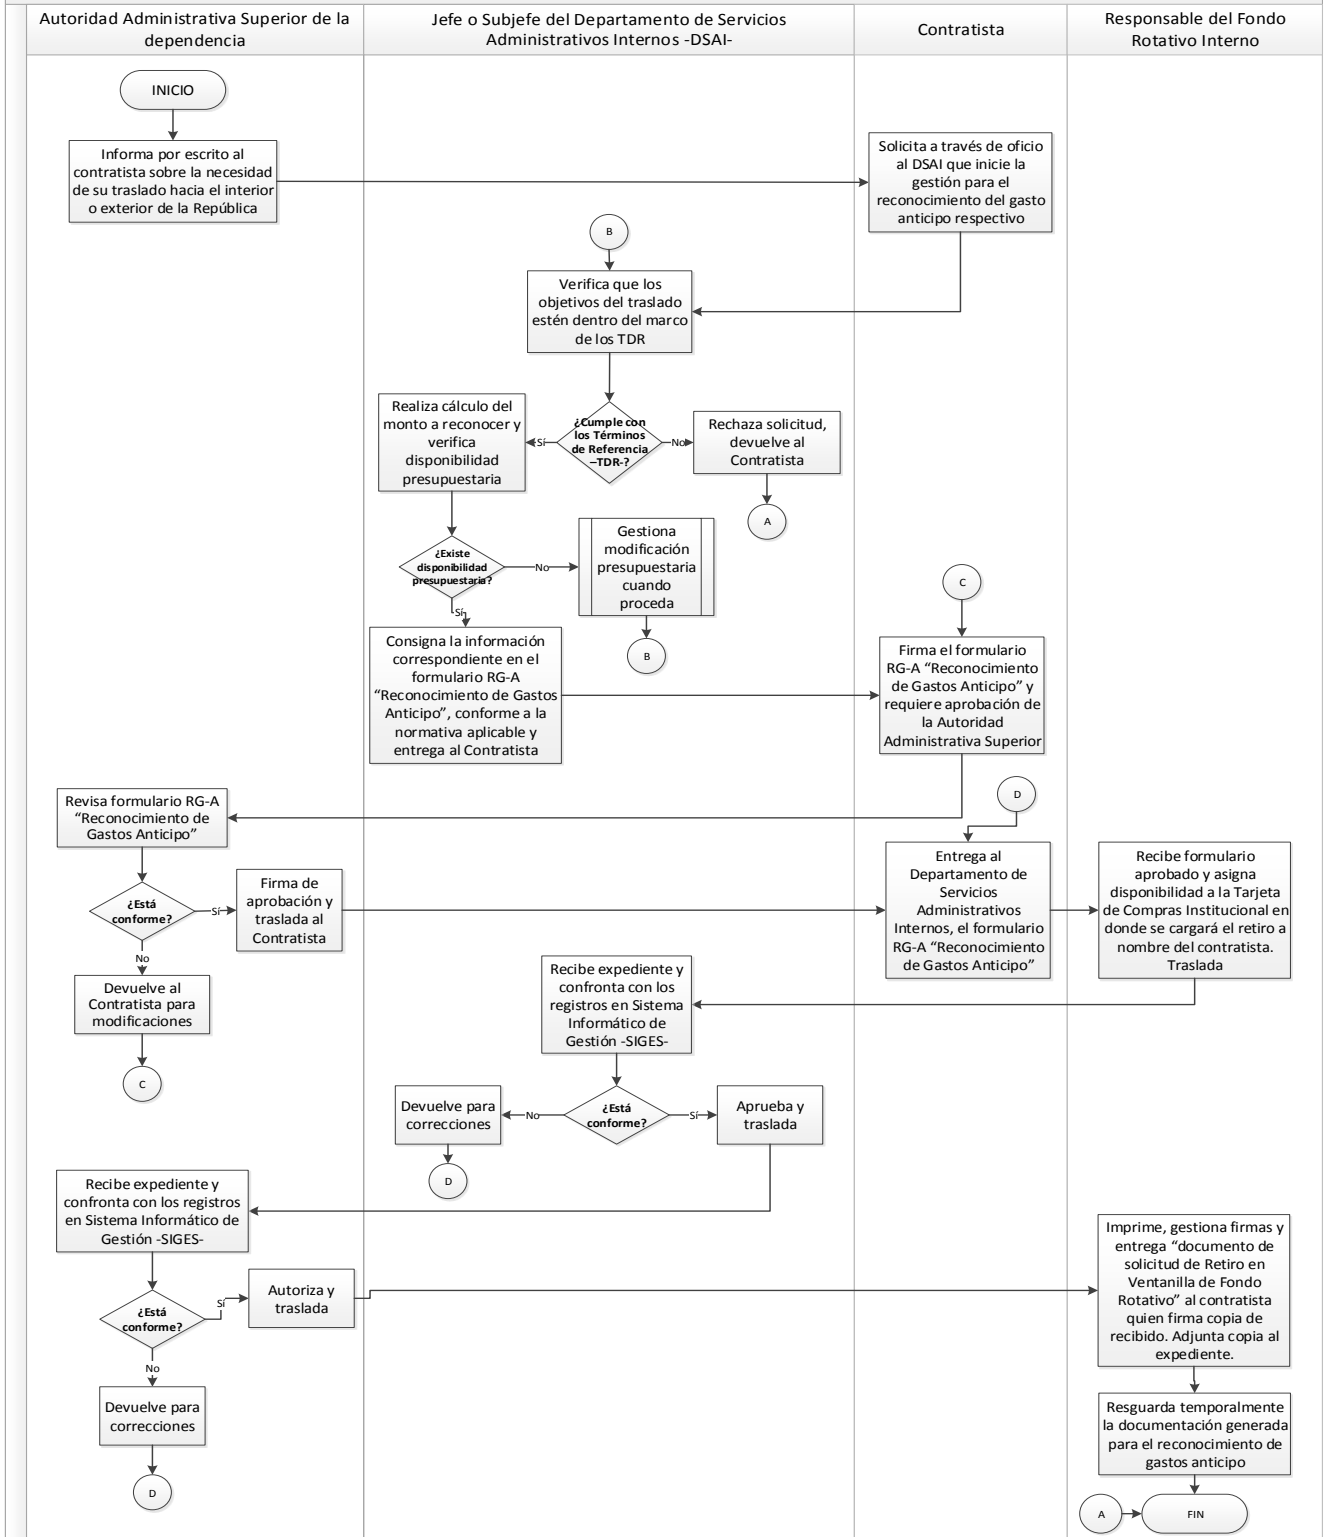 Autoridad Administrativa Superior de la
dependencia
Jefe o Subjefe del Departamento de Servicios
Administrativos Internos -DSAI-
Contratista
Responsable del Fondo
Rotativo Interno
INICIO
Informa por escrito al
contratista sobre la necesidad
de su traslado hacia el interior
o exterior de la República
Solicita a través de oficio
al DSAI que inicie la
gestión para el
reconocimiento del gasto
anticipo respectivo
B
Verifica que los
objetivos del traslado
estén dentro del marco
de los TDR
¿Cumple con
los Términos
de Referencia
–TDR-?
Sí
No
Realiza cálculo del
monto a reconocer y
verifica
disponibilidad
presupuestaria
Rechaza solicitud,
devuelve al
Contratista
A
¿Existe
disponibilidad
presupuestaria?
No
Sí
Gestiona
modificación
presupuestaria
cuando
proceda
B
Consigna la información
correspondiente en el
formulario RG-A
“Reconocimiento de Gastos
Anticipo”, conforme a la
normativa aplicable y
entrega al Contratista
C
Firma el formulario
RG-A “Reconocimiento
de Gastos Anticipo” y
requiere aprobación de
la Autoridad
Administrativa Superior
Revisa formulario RG-A
“Reconocimiento de
Gastos Anticipo”
¿Está
conforme?
Sí
No
Firma de
aprobación y
traslada al
Contratista
Devuelve al
Contratista para
modificaciones
C
D
Entrega al
Departamento de
Servicios
Administrativos
Internos, el formulario
RG-A “Reconocimiento
de Gastos Anticipo”
Recibe formulario
aprobado y asigna
disponibilidad a la Tarjeta
de Compras Institucional en
donde se cargará el retiro a
nombre del contratista.
Traslada
Recibe expediente y
confronta con los
registros en Sistema
Informático de
Gestión -SIGES-
¿Está
conforme?
No
Sí
Devuelve para
correcciones
D
Aprueba y
traslada
Recibe expediente y
confronta con los registros
en Sistema Informático de
Gestión -SIGES-
¿Está
conforme?
Sí
No
Autoriza y
traslada
Devuelve para
correcciones
D
Imprime, gestiona firmas y
entrega “documento de
solicitud de Retiro en
Ventanilla de Fondo
Rotativo” al contratista
quien firma copia de
recibido. Adjunta copia al
expediente.
Resguarda temporalmente
la documentación generada
para el reconocimiento de
gastos anticipo
A
FIN